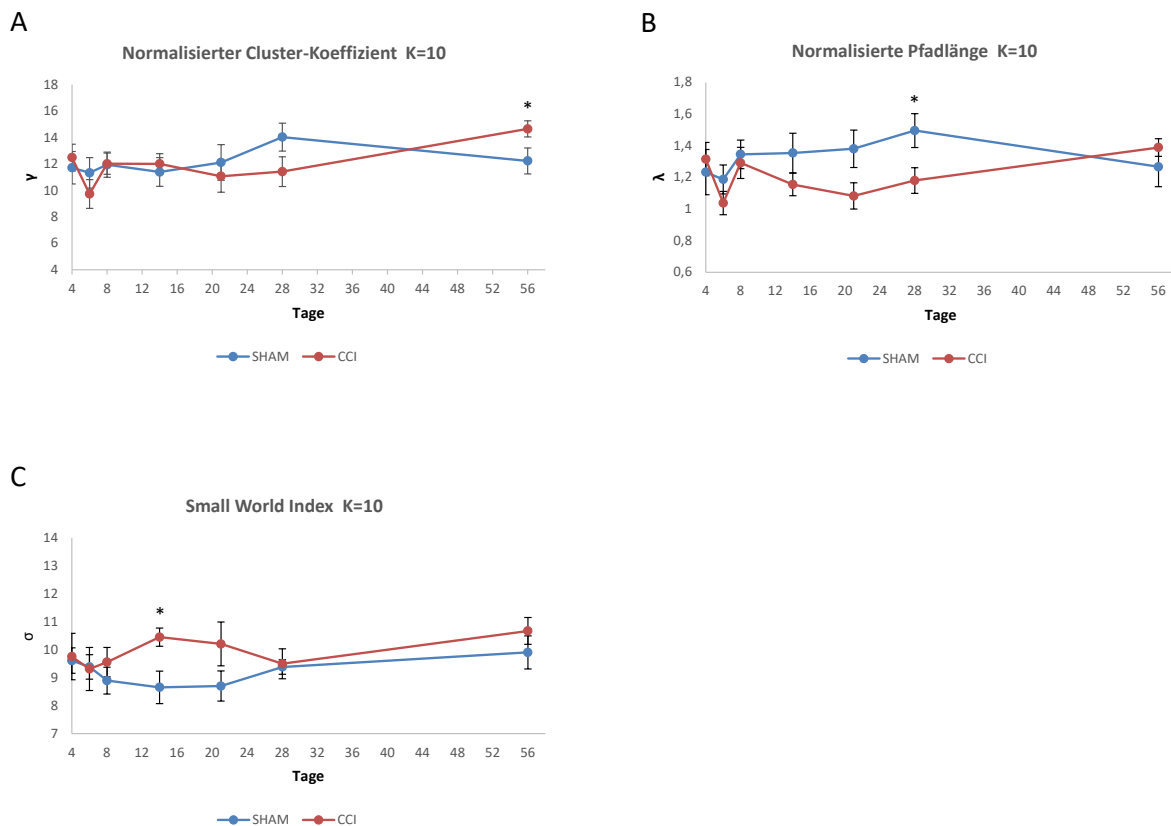 A
Normalisierter Cluster-Koeffizient K=10
18
16
14
12
10
8
6
4
γ
*
4 8 12 16 20 24 28 32 36 40 44 48 52 56
Tage
SHAM CCI
B
Normalisierte Pfadlänge K=10
1,8
1,6
1,4
1,2
1
0,8
0,6
λ
*
4 8 12 16 20 24 28 32 36 40 44 48 52 56
Tage
SHAM CCI
C
Small World Index K=10
14
13
12
11
10
9
8
7
σ
*
4 8 12 16 20 24 28 32 36 40 44 48 52 56
Tage
SHAM CCI